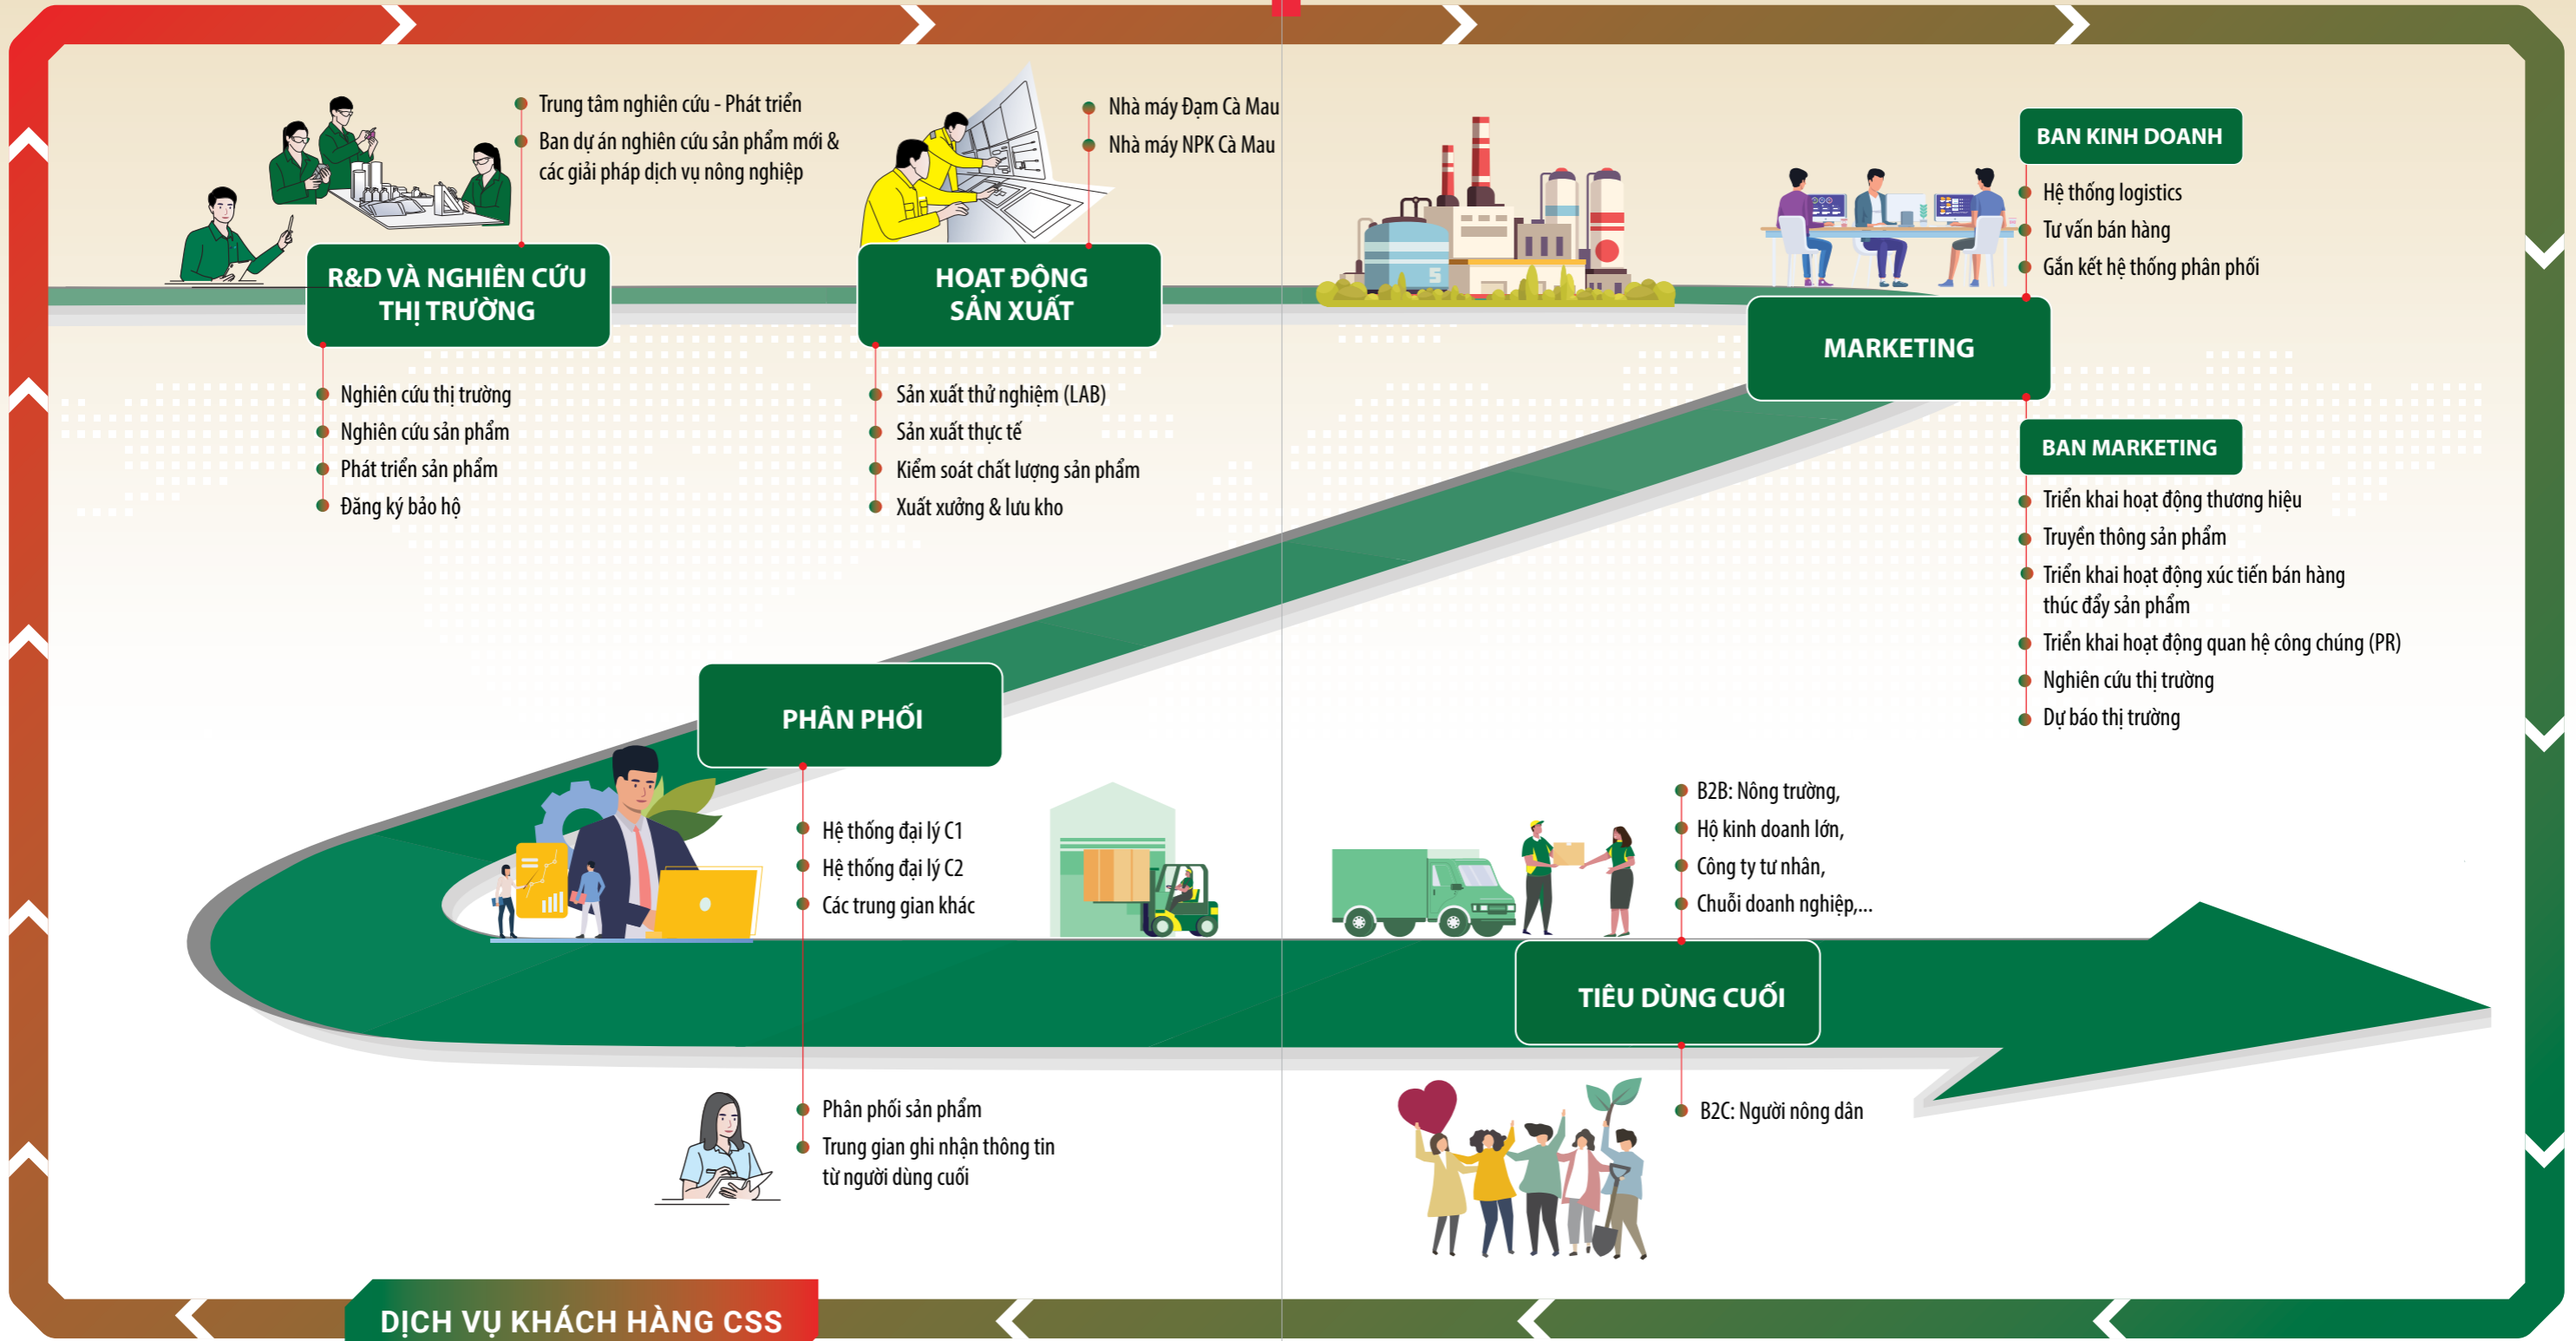 Trung tâm nghiên cứu - Phát triển
Ban dự án nghiên cứu sản phẩm mới &
các giải pháp dịch vụ nông nghiệp
R&D VÀ NGHIÊN CỨU
THỊ TRƯỜNG
Nghiên cứu thị trường
Nghiên cứu sản phẩm
Phát triển sản phẩm
Đăng ký bảo hộ
Nhà máy Đạm Cà Mau
Nhà máy NPK Cà Mau
HOẠT ĐỘNG
SẢN XUẤT
Sản xuất thử nghiệm (LAB)
Sản xuất thực tế
Kiểm soát chất lượng sản phẩm
Xuất xưởng & lưu kho
5
BAN KINH DOANH
Hệ thống logistics
Tư vấn bán hàng
Gắn kết hệ thống phân phối
MARKETING
BAN MARKETING
Triển khai hoạt động thương hiệu
Truyền thông sản phẩm
Triển khai hoạt động xúc tiến bán hàng
thúc đẩy sản phẩm
Triển khai hoạt động quan hệ công chúng (PR)
Nghiên cứu thị trường
Dự báo thị trường
PHÂN PHỐI
Hệ thống đại lý C1
Hệ thống đại lý C2
Các trung gian khác
Phân phối sản phẩm
Trung gian ghi nhận thông tin
từ người dùng cuối
B2B: Nông trường,
Hộ kinh doanh lớn,
Công ty tư nhân,
Chuỗi doanh nghiệp,...
TIÊU DÙNG CUỐI
B2C: Người nông dân
DỊCH VỤ KHÁCH HÀNG CSS